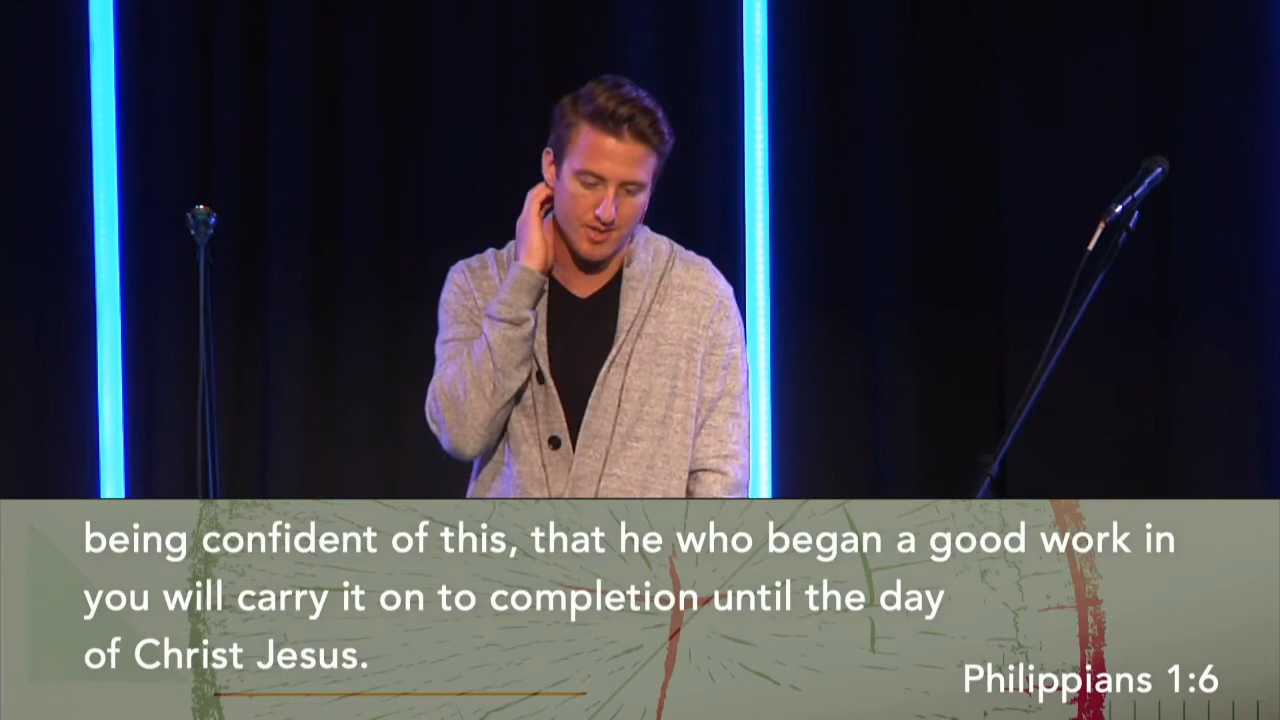 being confident of this, that he who began a good work in
you will carry it on to completion until the day
of Christ Jesus.
Philippians 1:6